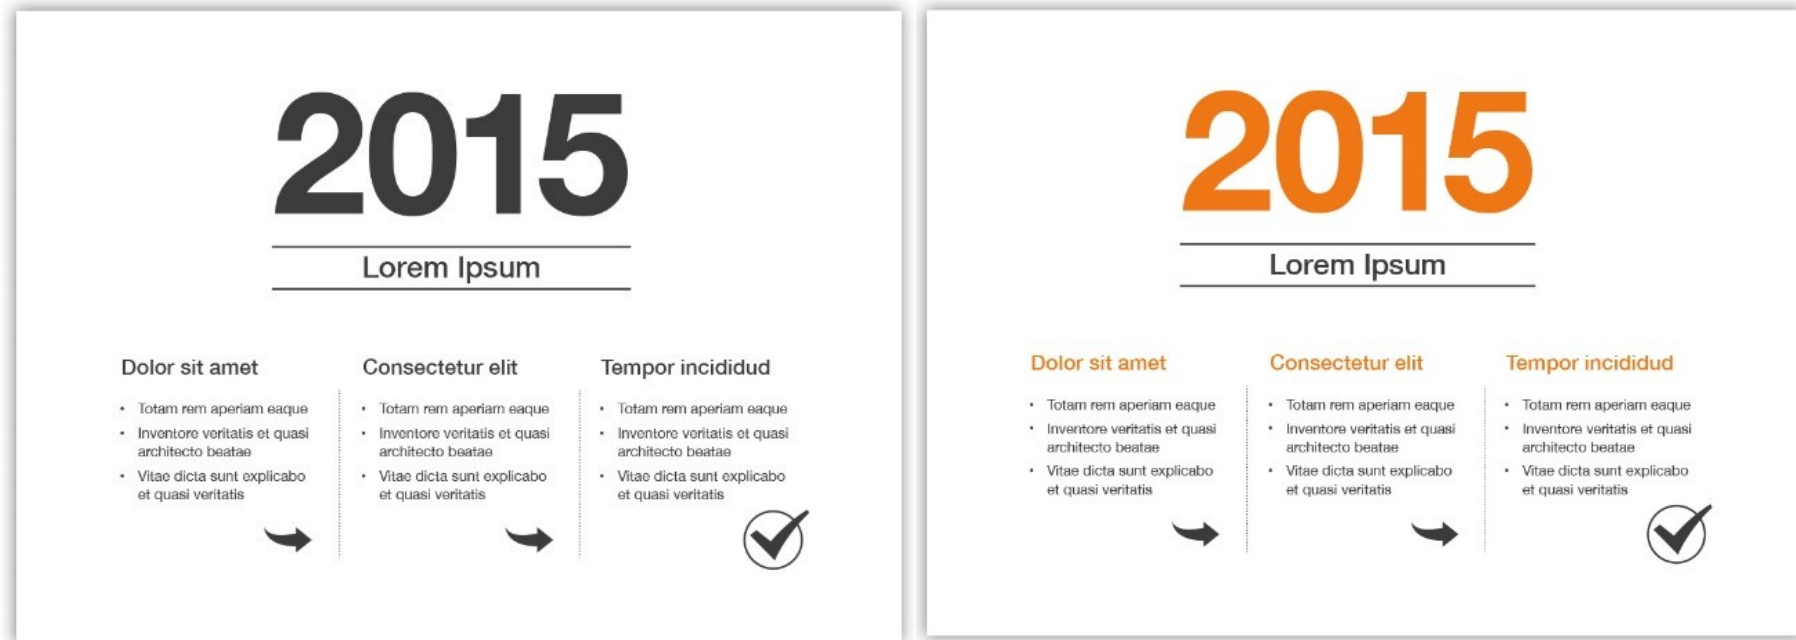 2015
Lorem Ipsum
Dolor sit amet
• Totam rem aperiam eaque
• Inventore veritatis et quasi
architecto beatae
• Vitae dicta sunt explicabo
et quasi veritatis
Consectetur elit
• Totam rem aperiam eaque
• Inventore veritatis et quasi
architecto beatae
• Vitae dicta sunt explicabo
et quasi veritatis
Tempor incididud
• Totam rem aperiam eaque
• Inventore veritatis et quasi
architecto beatae
• Vitae dicta sunt explicabo
et quasi veritatis
2015
Lorem Ipsum
Dolor sit amet
• Totam rem aperiam eaque
• Inventore veritatis et quasi
architecto beatae
• Vitae dicta sunt explicabo
et quasi veritatis
Consectetur elit
• Totam rem aperiam eaque
• Inventore veritatis et quasi
architecto beatae
• Vitae dicta sunt explicabo
et quasi veritatis
Tempor incididud
• Totam rem aperiam eaque
• Inventore veritatis et quasi
architecto beatae
• Vitae dicta sunt explicabo
et quasi veritatis